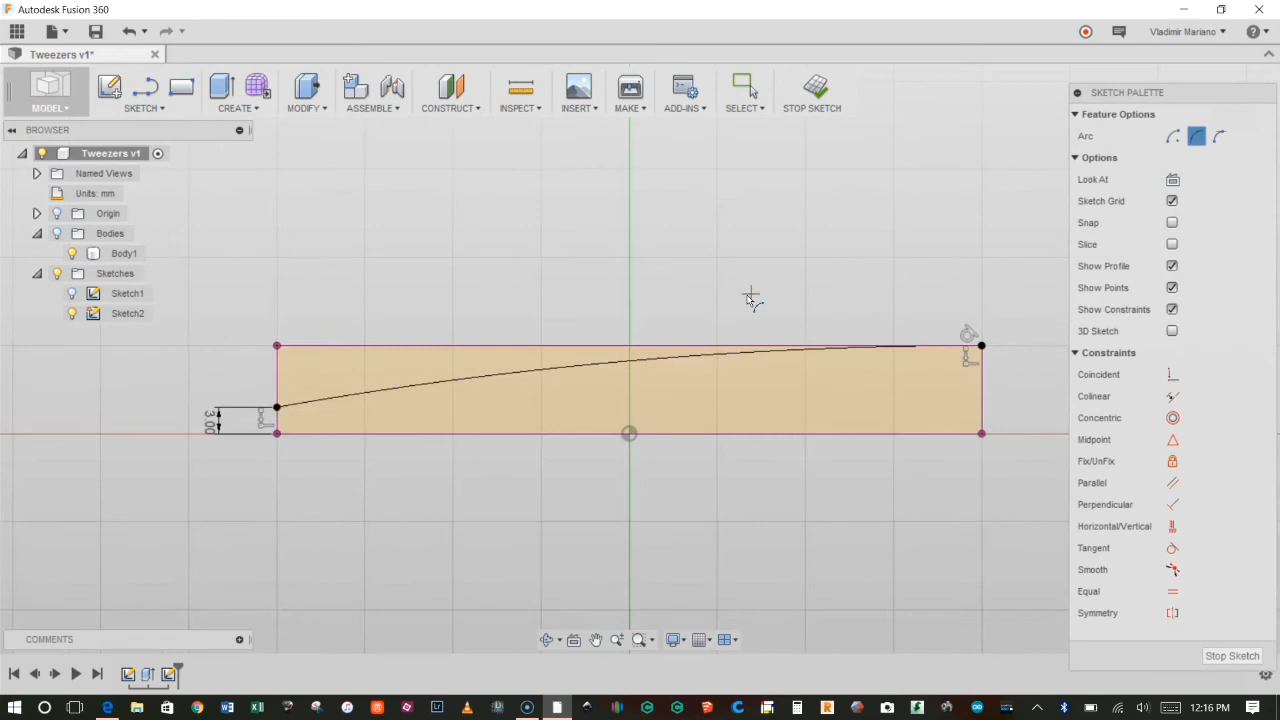 Autodesk Fusion 360
Vladimir Mariano
Tweezers v1*
MODEL
SKETCH
CREATE
MODIFY
ASSEMBLE
CONSTRUCT
INSPECT
INSERT
MAKE
ADD-INS
SELECT
STOP SKETCH
BROWSER
Tweezers v1
Named Views
Units: mm
Origin
Bodies
Body1
Sketches
Sketch1
Sketch2
3.00
SKETCH PALETTE
Feature Options
Arc
Options
Look At
Sketch Grid
Snap
Slice
Show Profile
Show Points
Show Constraints
3D Sketch
Constraints
Coincident
Colinear
Concentric
Midpoint
Fix/UnFix
Parallel
Perpendicular
Horizontal/Vertical
Tangent
Smooth
Equal
Symmetry
Stop Sketch
COMMENTS
12:16 PM